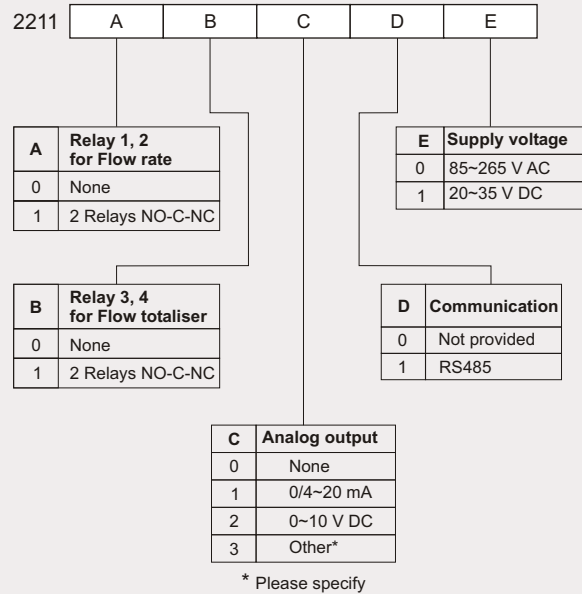 2211 A B C D E
A Relay 1, 2
for Flow rate
0 None
1 2 Relays NO-C-NC
E Supply voltage
0 85~265 V AC
1 20~35 V DC
B Relay 3, 4
for Flow totaliser
0 None
1 2 Relays NO-C-NC
D Communication
0 Not provided
1 RS485
C Analog output
0 None
1 0/4~20 mA
2 0~10 V DC
3 Other*
* Please specify